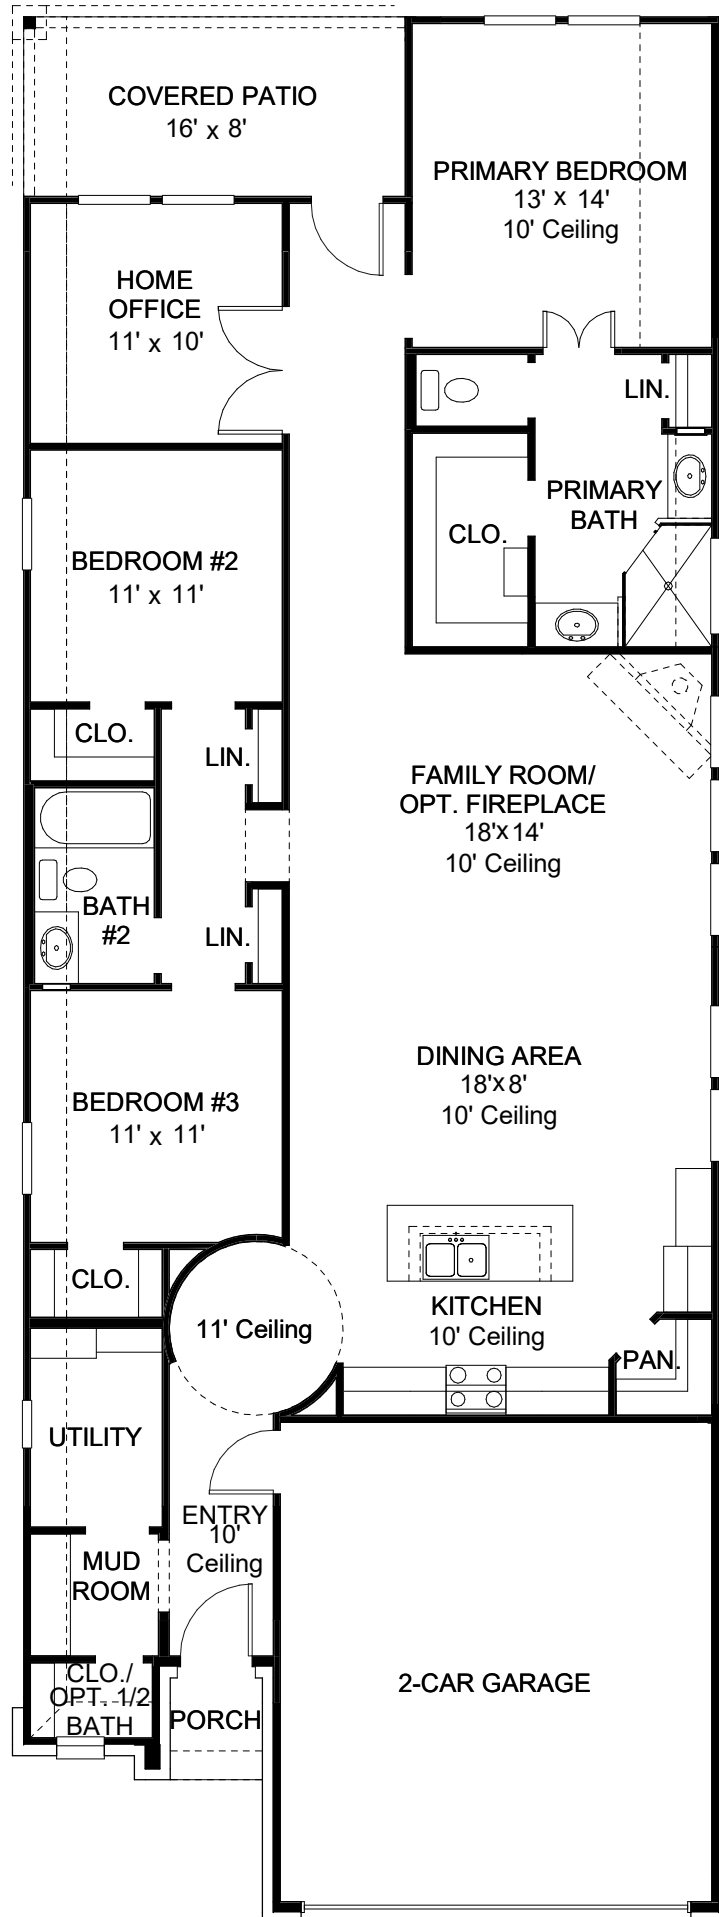 COVERED PATIO
16' x 8'
PRIMARY BEDROOM
13' x 14'
10' Ceiling
HOME
OFFICE
11' x 10'
LIN.
PRIMARY
BATH
CLO.
BEDROOM #2
11' x 11'
CLO.
LIN.
FAMILY ROOM/
OPT. FIREPLACE
18'x14'
10' Ceiling
BATH
#2
LIN.
DINING AREA
18'x8'
10' Ceiling
BEDROOM #3
11' x 11'
CLO.
11' Ceiling
KITCHEN
10' Ceiling
PAN.
UTILITY
ENTRY
10'
Ceiling
MUD
ROOM
CLO./
OPT. 1/2
BATH
PORCH
2-CAR GARAGE